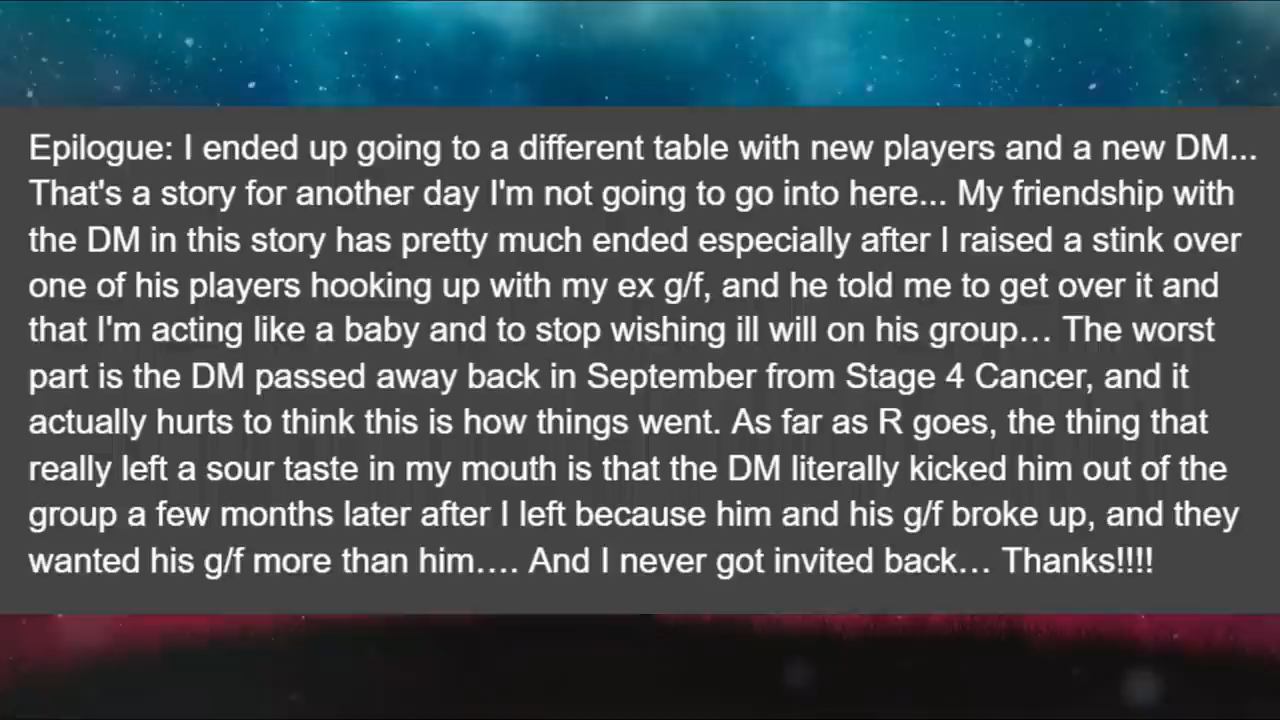 Epilogue: I ended up going to a different table with new players and a new DM...
That's a story for another day I'm not going to go into here... My friendship with
the DM in this story has pretty much ended especially after I raised a stink over
one of his players hooking up with my ex g/f, and he told me to get over it and
that I'm acting like a baby and to stop wishing ill will on his group… The worst
part is the DM passed away back in September from Stage 4 Cancer, and it
actually hurts to think this is how things went. As far as R goes, the thing that
really left a sour taste in my mouth is that the DM literally kicked him out of the
group a few months later after I left because him and his g/f broke up, and they
wanted his g/f more than him…. And I never got invited back… Thanks!!!!